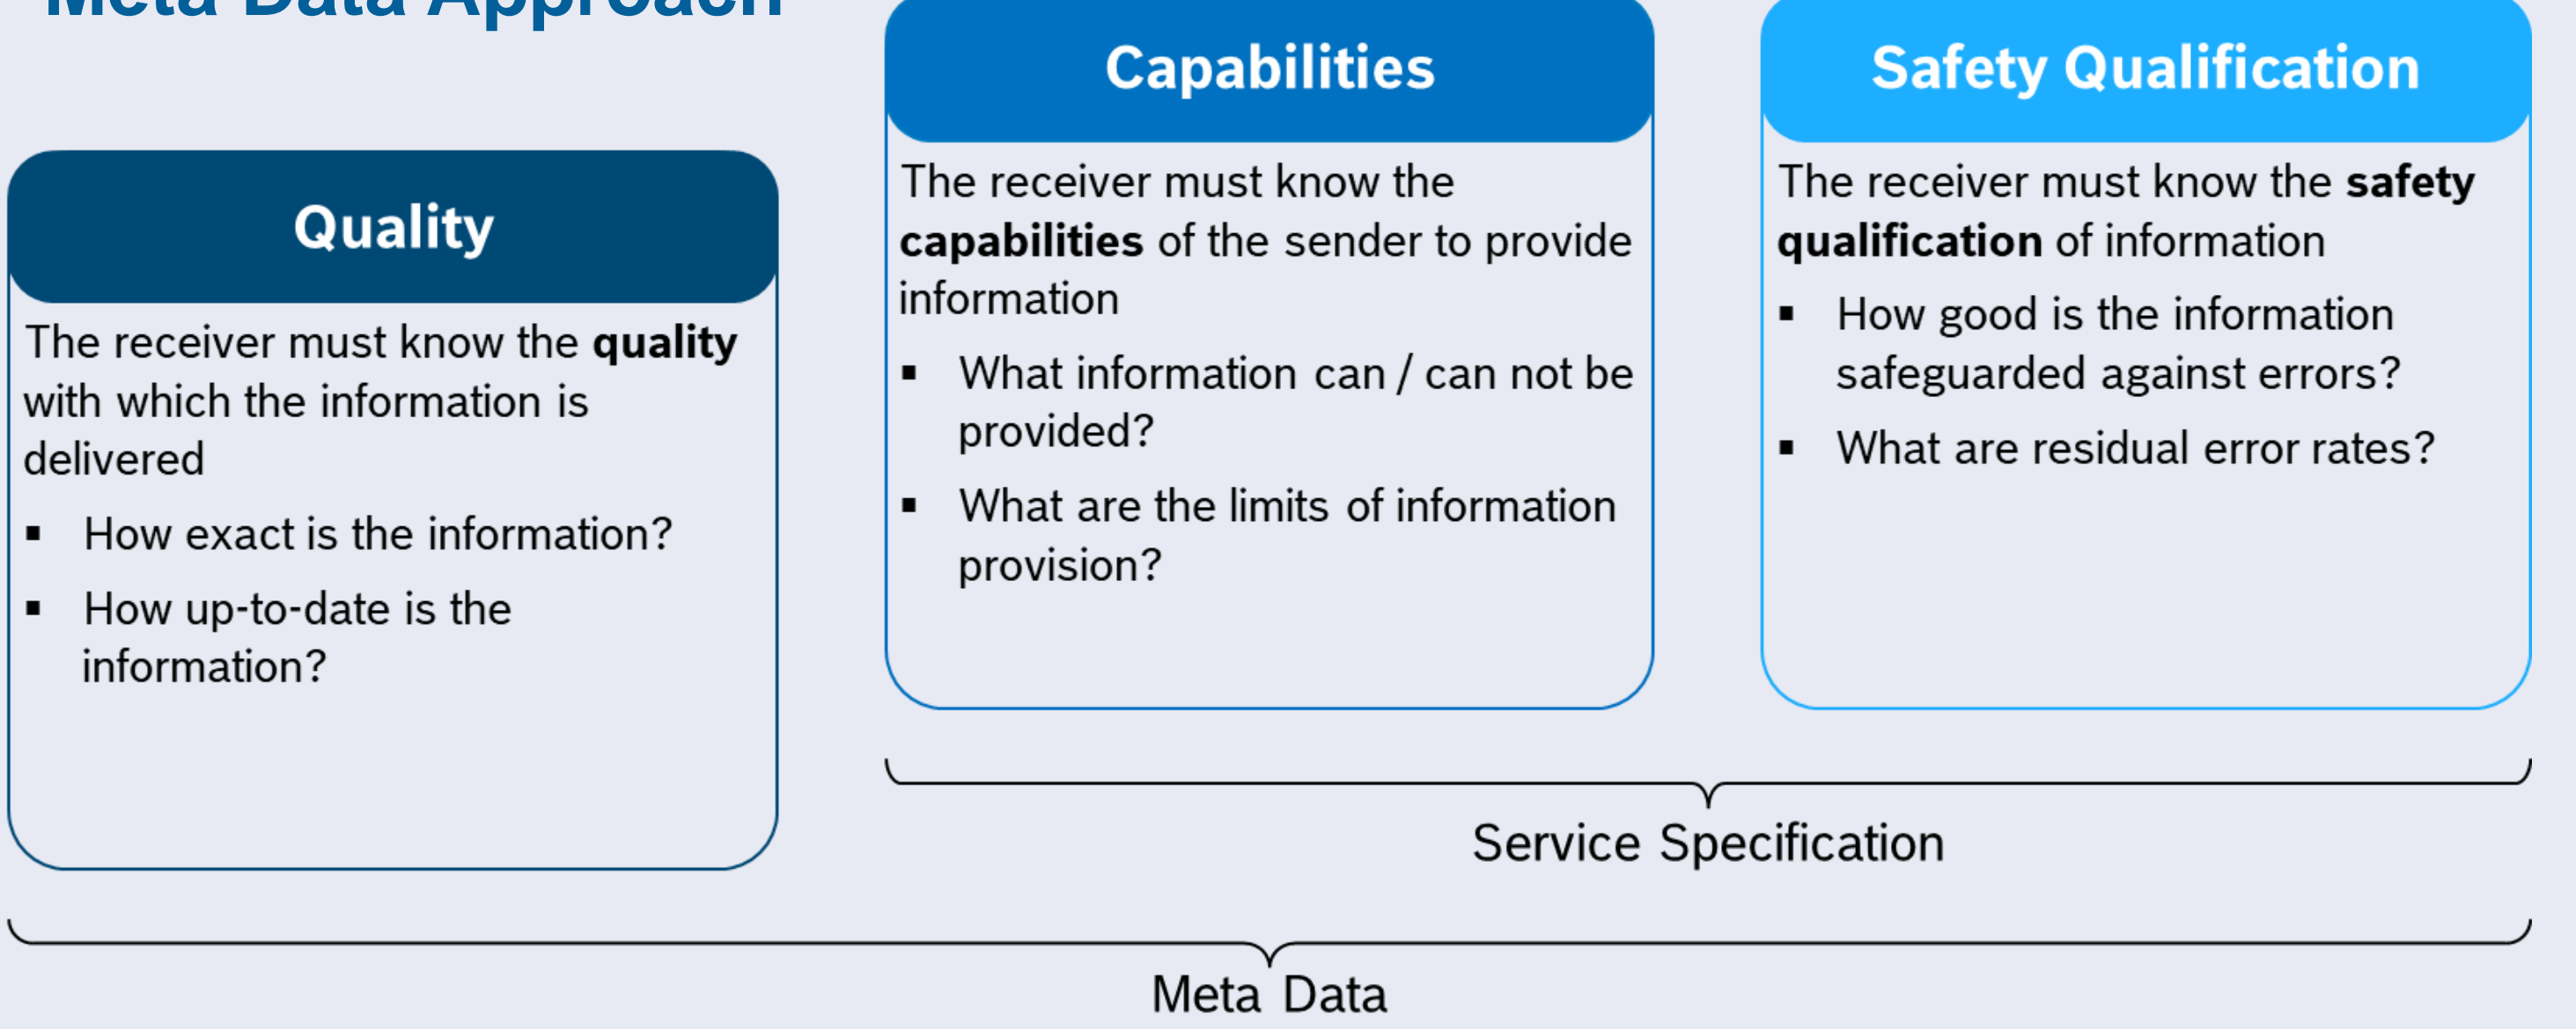 Meta Data Approach
Quality
The receiver must know the quality
with which the information is
delivered
▪ How exact is the information?
▪ How up-to-date is the
information?
Capabilities
The receiver must know the
capabilities of the sender to provide
information
▪ What information can / can not be
provided?
▪ What are the limits of information
provision?
Safety Qualification
The receiver must know the safety
qualification of information
▪ How good is the information
safeguarded against errors?
▪ What are residual error rates?
Service Specification
Meta Data